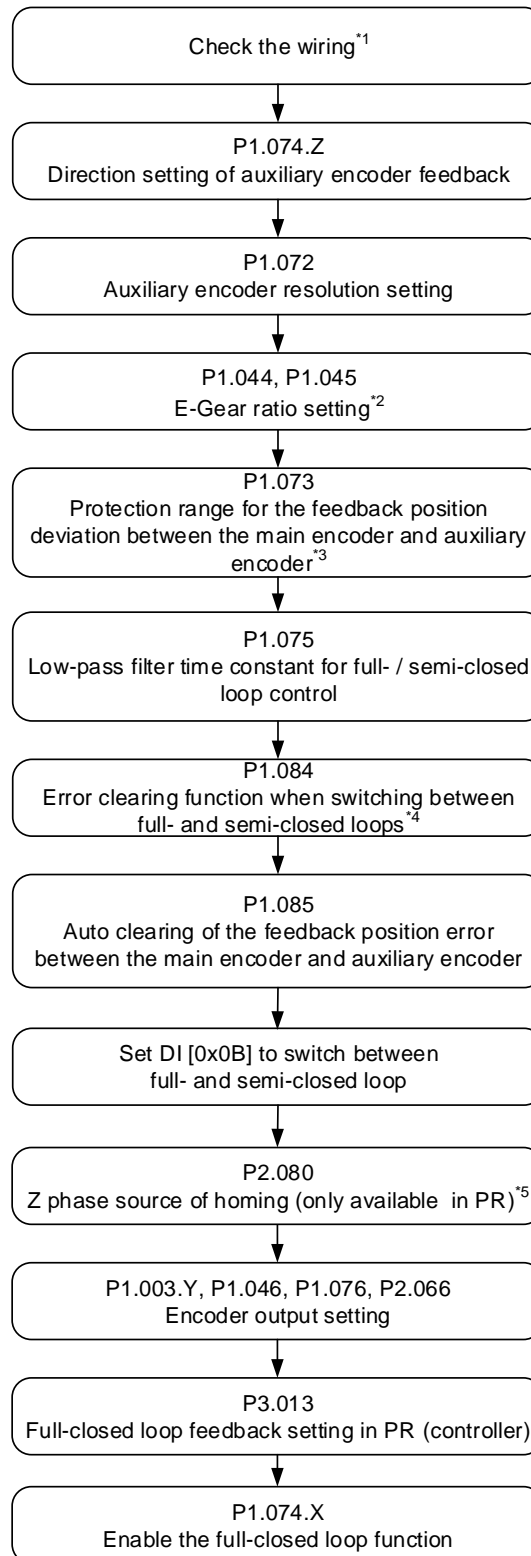 Check the wiring*1
P1.074.Z
Direction setting of auxiliary encoder feedback
P1.072
Auxiliary encoder resolution setting
P1.044, P1.045
E-Gear ratio setting*2
P1.073
Protection range for the feedback position
deviation between the main encoder and auxiliary
encoder*3
P1.075
Low-pass filter time constant for full- / semi-closed
loop control
P1.084
Error clearing function when switching between
full- and semi-closed loops*4
P1.085
Auto clearing of the feedback position error
between the main encoder and auxiliary encoder
Set DI [0x0B] to switch between
full- and semi-closed loop
P2.080
Z phase source of homing (only available in PR)*5
P1.003.Y, P1.046, P1.076, P2.066
Encoder output setting
P3.013
Full-closed loop feedback setting in PR (controller)
P1.074.X
Enable the full-closed loop function